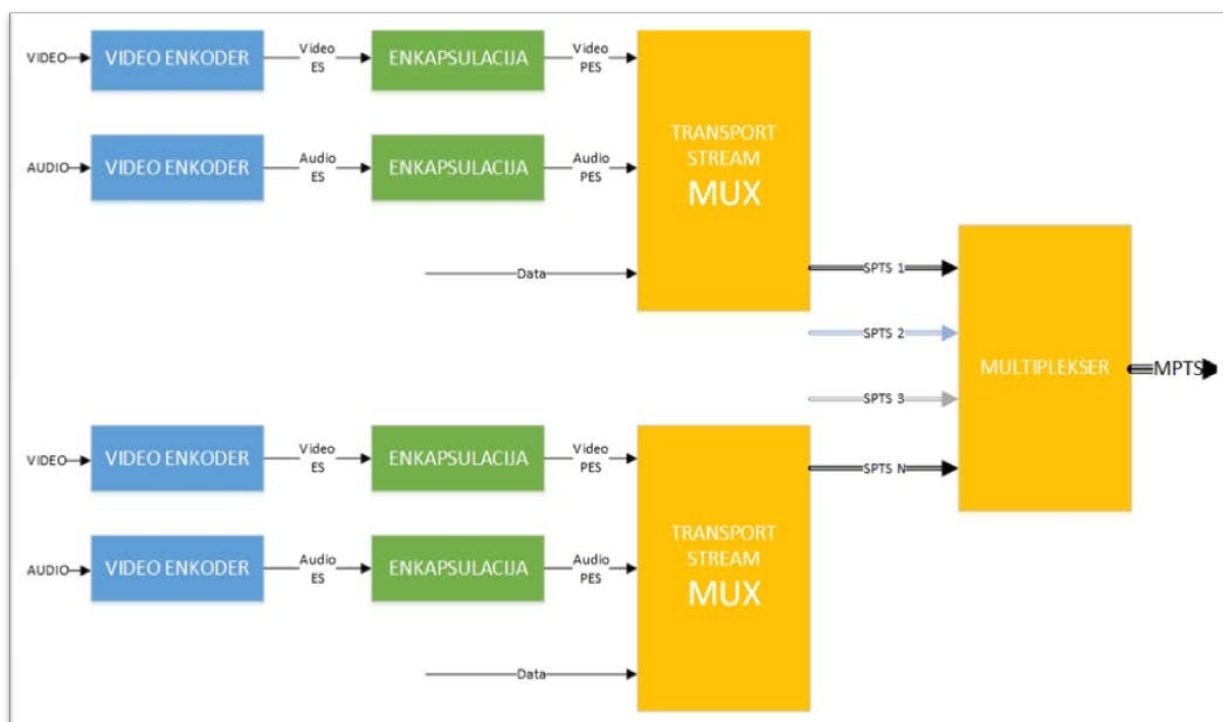 VIDEO
VIDEO ENKODER
Video
ES
ENKAPSULACIJA
Video
PES
AUDIO
VIDEO ENKODER
Audio
ES
ENKAPSULACIJA
Audio
PES
Data
TRANSPORT
STREAM
MUX
SPTS 1
SPTS 2
SPTS 3
SPTS N
MULTIPLEKSER
MPTS
VIDEO
VIDEO ENKODER
Video
ES
ENKAPSULACIJA
Video
PES
AUDIO
VIDEO ENKODER
Audio
ES
ENKAPSULACIJA
Audio
PES
Data
TRANSPORT
STREAM
MUX